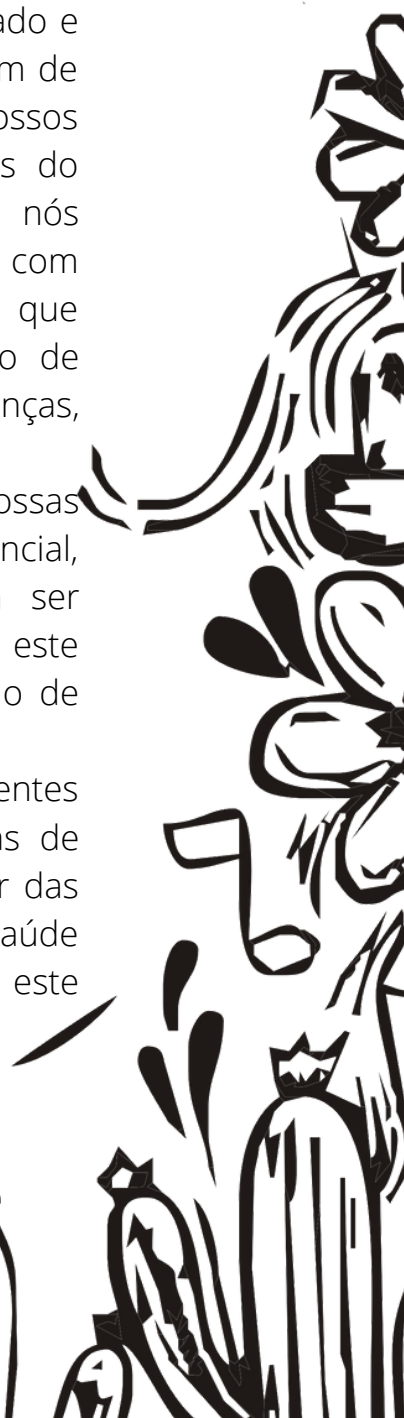 ado e
m de
ossos
s do
nós
com
que
o de
nças,
ossas
ncial,
ser
este
o de
entes
as de
r das
aúde
este